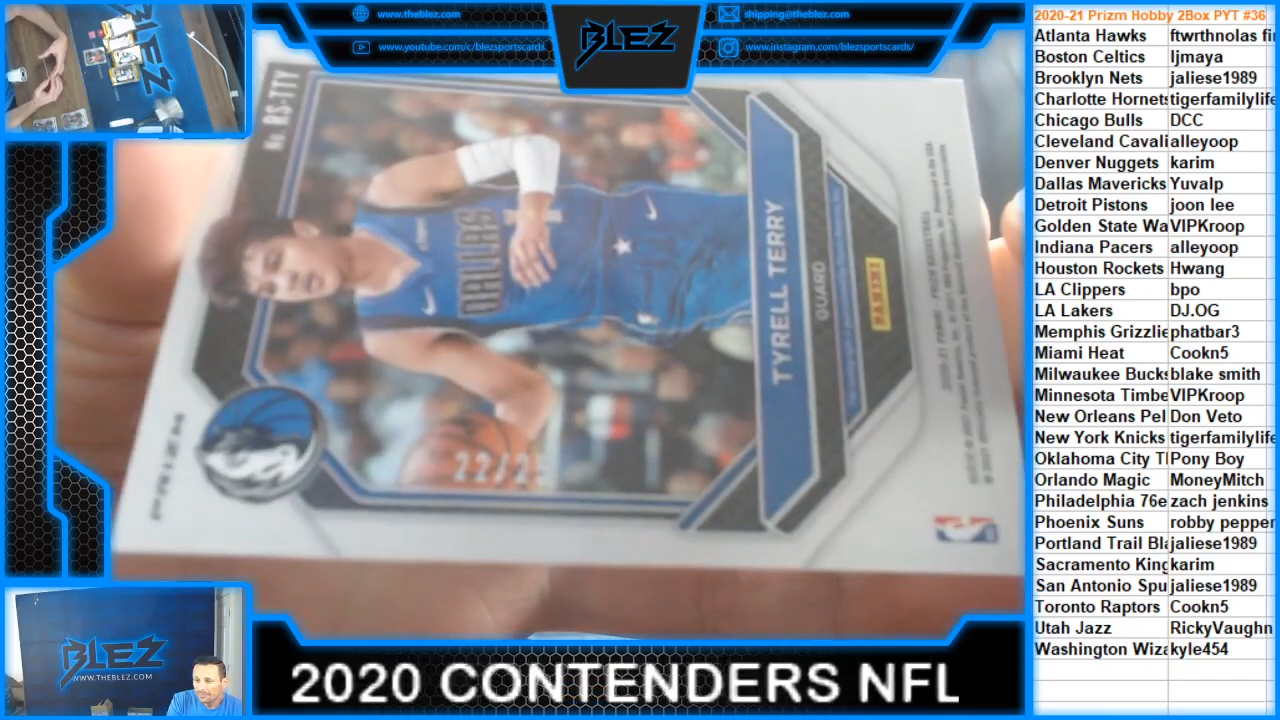 www.theblez.com
shipping@theblez.com
www.youtube.com/c/blezsportscards
www.instagram.com/blezsportscards/
BLEZ
BLEZ
No. RS-TTY
DALLAS
TYRELL TERRY
GUARD
PANINI
PRIZM
22/2
BLEZ
WWW.THEBLEZ.COM
2020 CONTENDERS NFL
2020-21 Prizm Hobby 2Box PYT #36
Atlanta Hawks ftwrthnolas fi
Boston Celtics ljmaya
Brooklyn Nets jaliese1989
Charlotte Hornets tigerfamilylife
Chicago Bulls DCC
Cleveland Cavali alleyoop
Denver Nuggets karim
Dallas Mavericks Yuvalp
Detroit Pistons joon lee
Golden State Wa VIPKroop
Indiana Pacers alleyoop
Houston Rockets Hwang
LA Clippers bpo
LA Lakers DJ.OG
Memphis Grizzlie phatbar3
Miami Heat Cookn5
Milwaukee Bucks blake smith
Minnesota Timbe VIPKroop
New Orleans Pel Don Veto
New York Knicks tigerfamilylife
Oklahoma City T Pony Boy
Orlando Magic MoneyMitch
Philadelphia 76e zach jenkins
Phoenix Suns robby pepper
Portland Trail Bla jaliese1989
Sacramento King karim
San Antonio Spu jaliese1989
Toronto Raptors Cookn5
Utah Jazz RickyVaughn
Washington Wiza kyle454